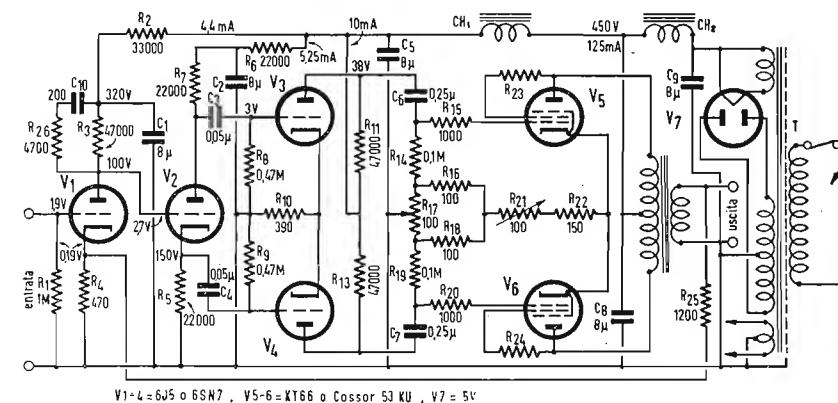 R2
33000
4,4mA
10mA
5,25mA
CH1
450V
125mA
CH2
R6
22000
R7
22000
C2
8µ
C5
8µ
C9
8µ
V3
38V
C10
200
320V
R26
4700
R3
47000
C1
8µ
C3
0,05µ
3V
C6
0,25µ
R15
1000
R23
V5
V7
T
100V
V1
V2
R8
0,47M
R11
47000
R14
0,1M
R16
100
1,9V
27V
R10
390
R17
100
R21
100
R22
150
uscita
0,19V
150V
0,05µ
C4
R9
0,47M
R18
100
R19
0,1M
entrata
R1
1M
R4
470
R5
22000
R13
47000
R20
1000
V6
C8
8µ
R25
1200
V4
C7
0,25µ
R24
V1÷4=6J5 o 6SN7, V5-6=KT66 o Cossor 53 KU, V7=